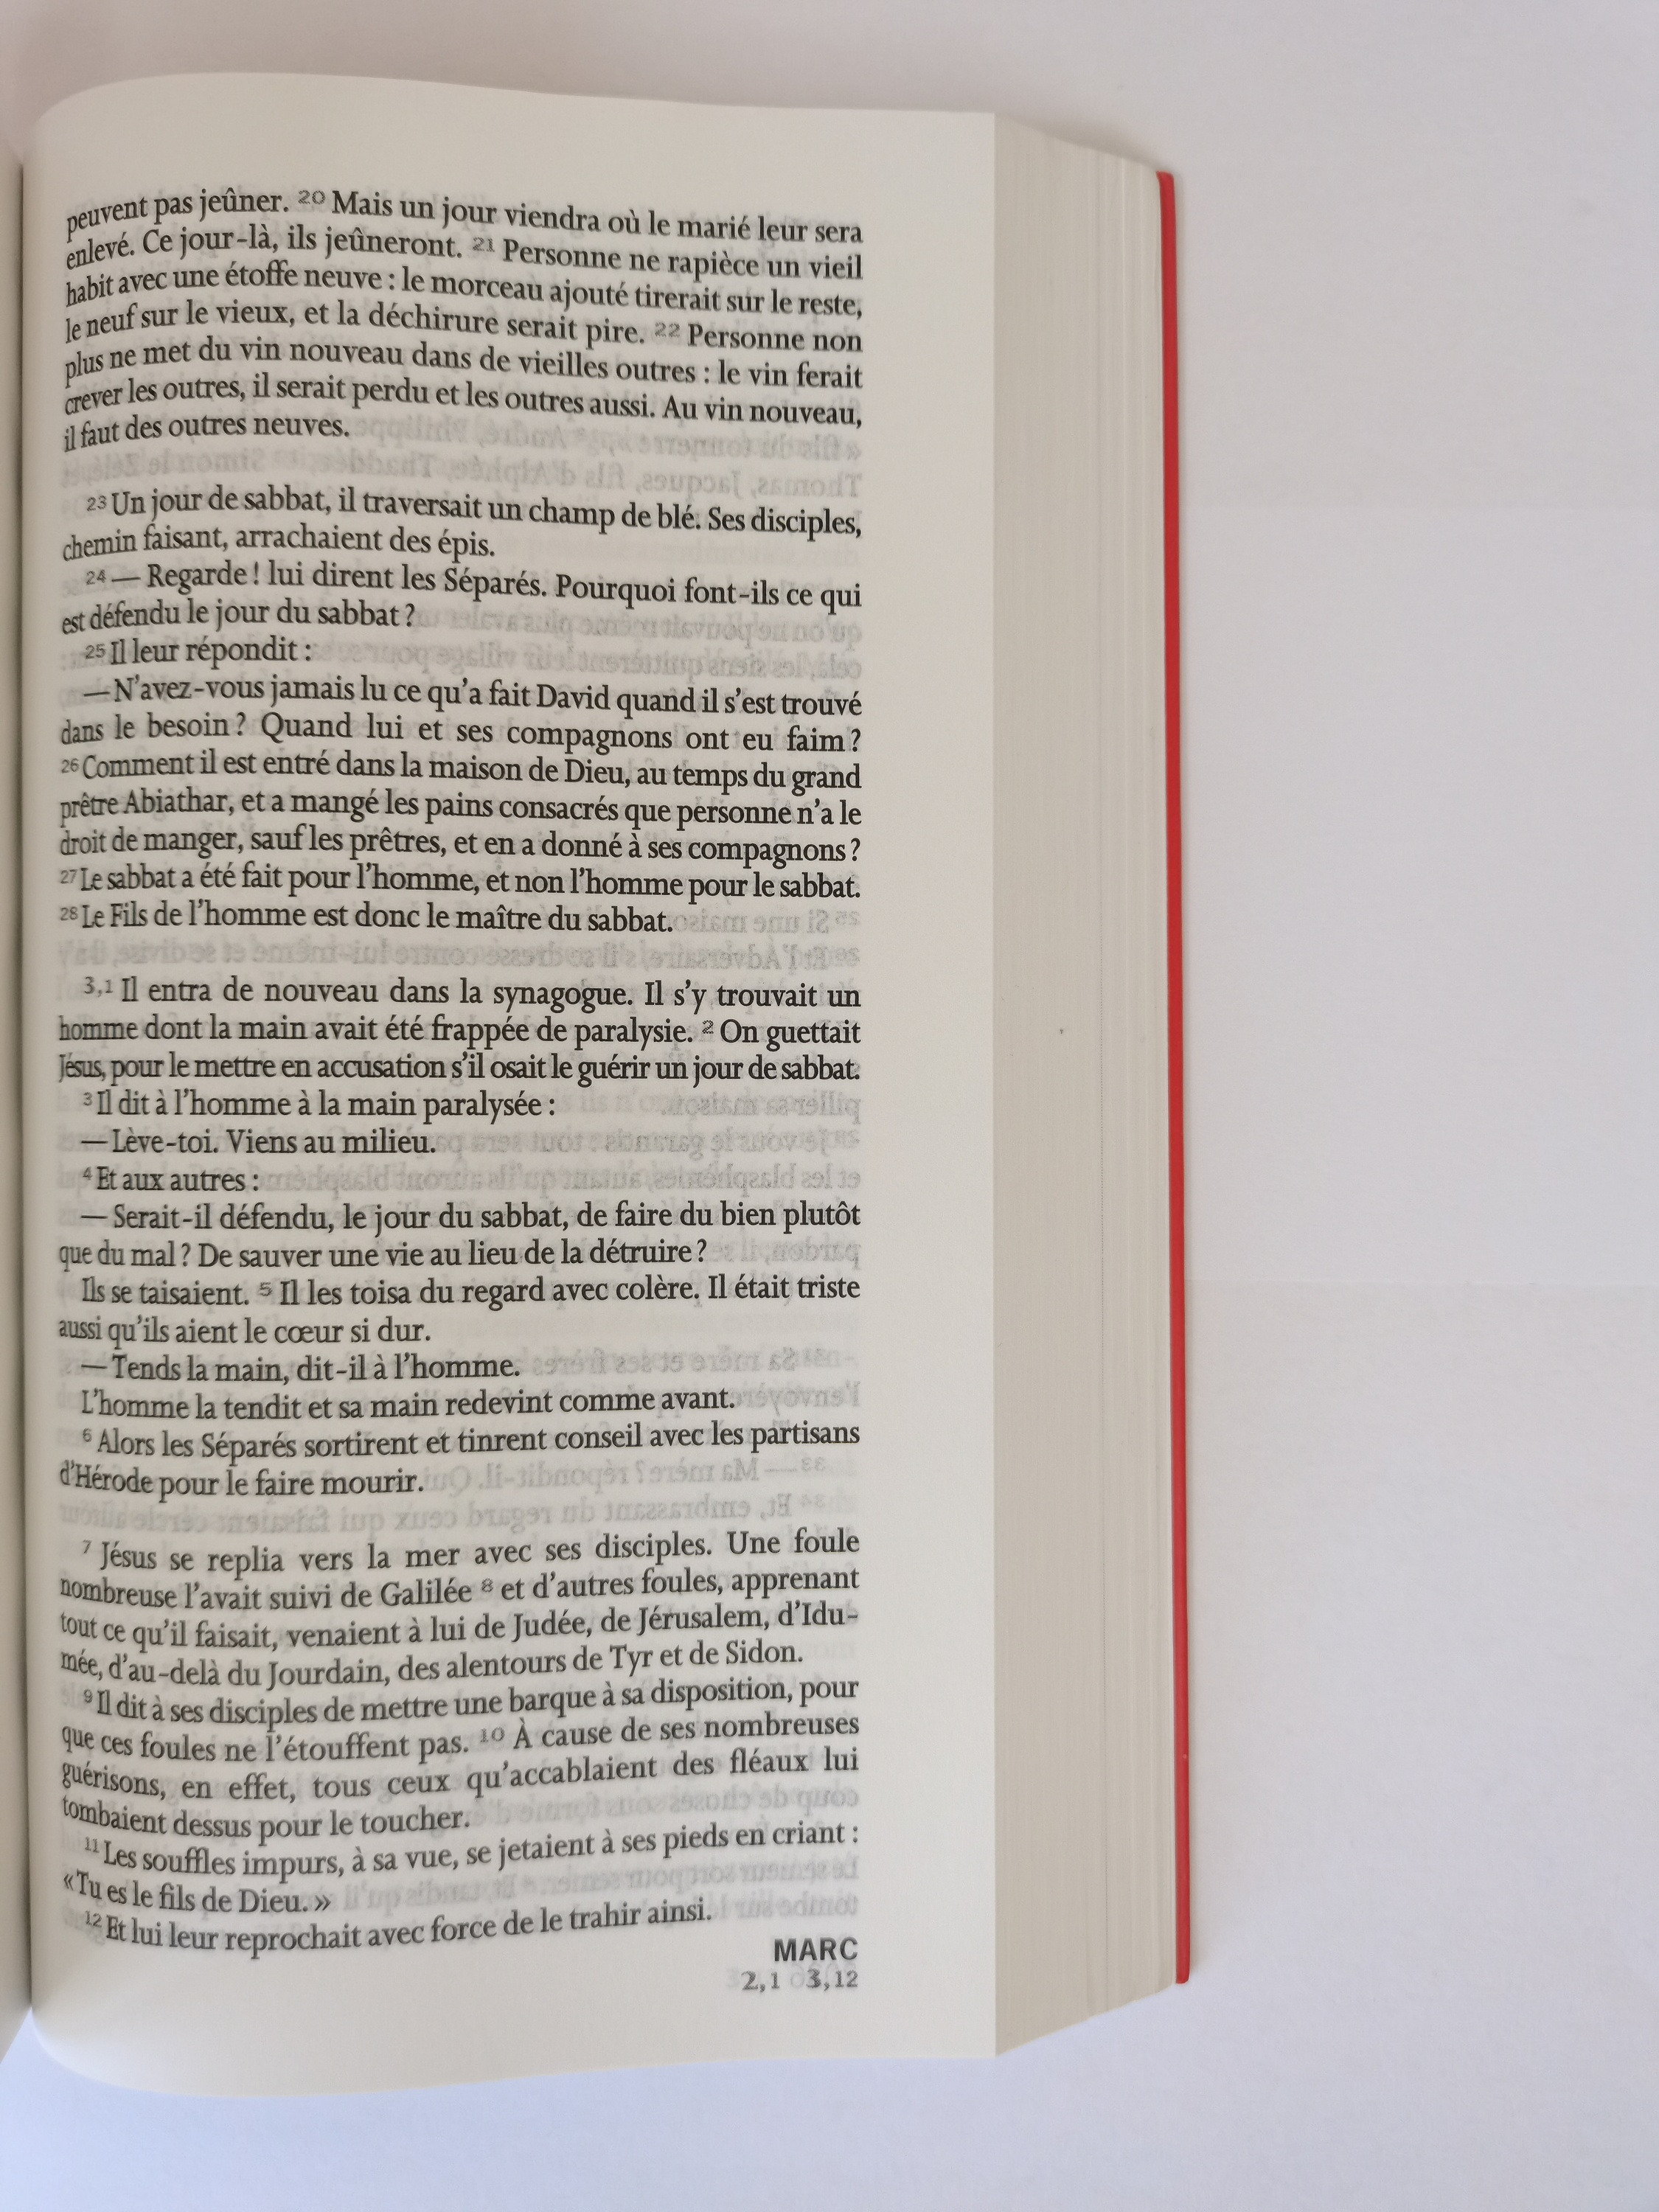 peuvent pas jeûner. 20 Mais un jour viendra où le marié leur sera
enlevé. Ce jour-là, ils jeûneront. 21 Personne ne rapièce un vieil
habit avec une étoffe neuve : le morceau ajouté tirerait sur le reste,
le neuf sur le vieux, et la déchirure serait pire. 22 Personne non
plus ne met du vin nouveau dans de vieilles outres : le vin ferait
crever les outres, il serait perdu et les outres aussi. Au vin nouveau,
il faut des outres neuves.
23 Un jour de sabbat, il traversait un champ de blé. Ses disciples,
chemin faisant, arrachaient des épis.
24 — Regarde ! lui dirent les Séparés. Pourquoi font-ils ce qui
est défendu le jour du sabbat ?
25 Il leur répondit :
— N'avez-vous jamais lu ce qu'a fait David quand il s'est trouvé
dans le besoin ? Quand lui et ses compagnons ont eu faim ?
26 Comment il est entré dans la maison de Dieu, au temps du grand
prêtre Abiathar, et a mangé les pains consacrés que personne n'a le
droit de manger, sauf les prêtres, et en a donné à ses compagnons ?
27 Le sabbat a été fait pour l'homme, et non l'homme pour le sabbat.
28 Le Fils de l'homme est donc le maître du sabbat.
3,1 Il entra de nouveau dans la synagogue. Il s'y trouvait un
homme dont la main avait été frappée de paralysie. 2 On guettait
Jésus, pour le mettre en accusation s'il osait le guérir un jour de sabbat.
3 Il dit à l'homme à la main paralysée :
— Lève-toi. Viens au milieu.
4 Et aux autres :
— Serait-il défendu, le jour du sabbat, de faire du bien plutôt
que du mal ? De sauver une vie au lieu de la détruire ?
Ils se taisaient. 5 Il les toisa du regard avec colère. Il était triste
aussi qu'ils aient le cœur si dur.
— Tends la main, dit-il à l'homme.
L'homme la tendit et sa main redevint comme avant.
6 Alors les Séparés sortirent et tinrent conseil avec les partisans
d'Hérode pour le faire mourir.
7 Jésus se replia vers la mer avec ses disciples. Une foule
nombreuse l'avait suivi de Galilée 8 et d'autres foules, apprenant
tout ce qu'il faisait, venaient à lui de Judée, de Jérusalem, d'Idu-
mée, d'au-delà du Jourdain, des alentours de Tyr et de Sidon.
9 Il dit à ses disciples de mettre une barque à sa disposition, pour
que ces foules ne l'étouffent pas. 10 À cause de ses nombreuses
guérisons, en effet, tous ceux qu'accablaient des fléaux lui
tombaient dessus pour le toucher.
11 Les souffles impurs, à sa vue, se jetaient à ses pieds en criant :
« Tu es le fils de Dieu. »
12 Et lui leur reprochait avec force de le trahir ainsi.
MARC
2,1 3,12